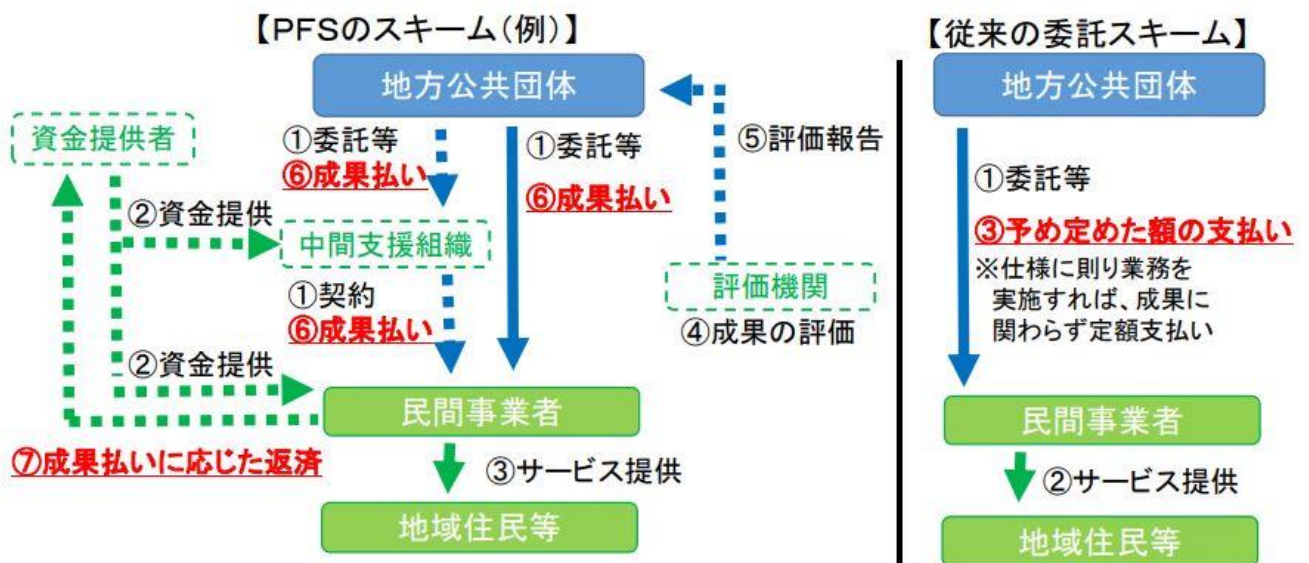 【PFSのスキーム(例)】
地方公共団体
資金提供者
①委託等
⑥成果払い
①委託等
⑥成果払い
⑤評価報告
②資金提供
中間支援組織
①契約
⑥成果払い
評価機関
④成果の評価
②資金提供
民間事業者
⑦成果払いに応じた返済
③サービス提供
地域住民等
【従来の委託スキーム】
地方公共団体
①委託等
③予め定めた額の支払い
※仕様に則り業務を
実施すれば、成果に
関わらず定額支払い
民間事業者
②サービス提供
地域住民等